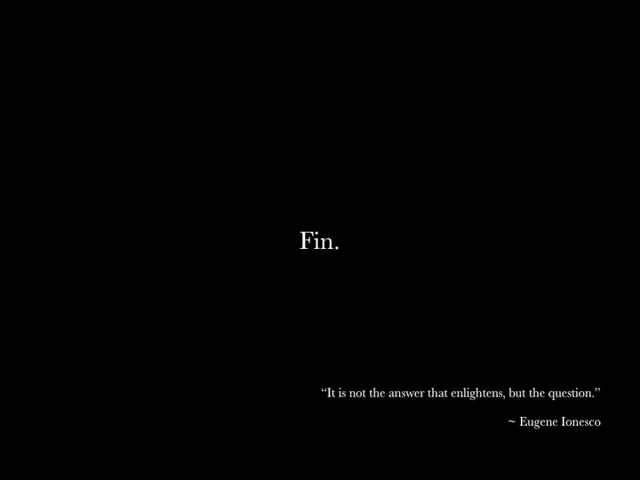 Fin.
“It is not the answer that enlightens, but the question.”
~ Eugene Ionesco